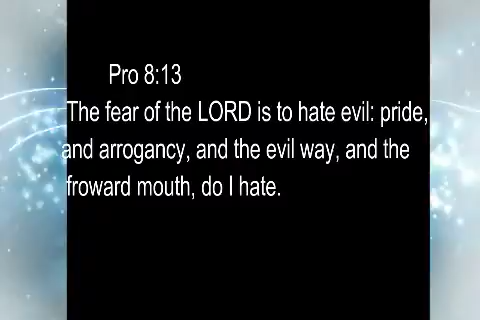 Pro 8:13
The fear of the LORD is to hate evil: pride,
and arrogancy, and the evil way, and the
froward mouth, do I hate.